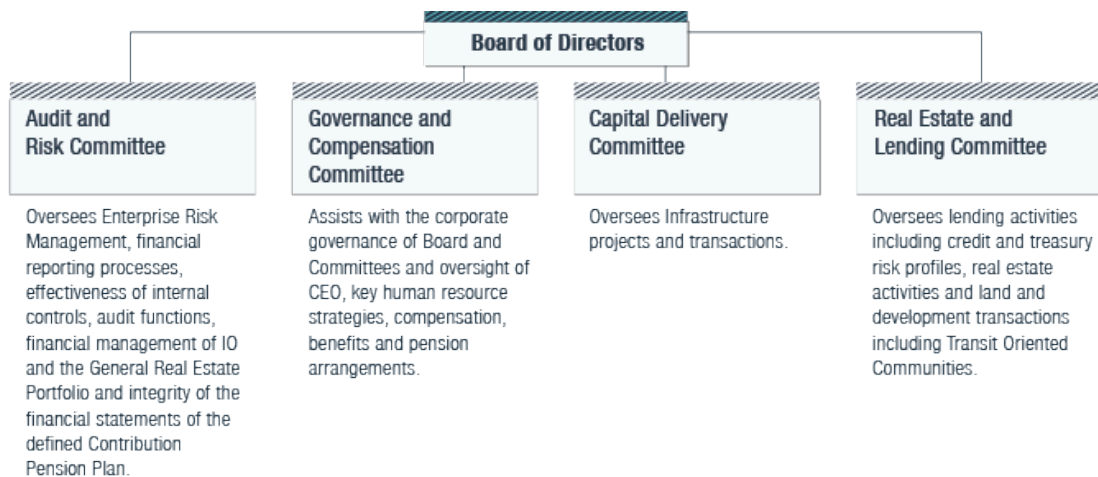 Board of Directors
Audit and
Risk Committee
Oversees Enterprise Risk
Management, financial
reporting processes,
effectiveness of internal
controls, audit functions,
financial management of IO
and the General Real Estate
Portfolio and integrity of the
financial statements of the
defined Contribution
Pension Plan.
Governance and
Compensation
Committee
Assists with the corporate
governance of Board and
Committees and oversight of
CEO, key human resource
strategies, compensation,
benefits and pension
arrangements.
Capital Delivery
Committee
Oversees Infrastructure
projects and transactions.
Real Estate and
Lending Committee
Oversees lending activities
including credit and treasury
risk profiles, real estate
activities and land and
development transactions
including Transit Oriented
Communities.